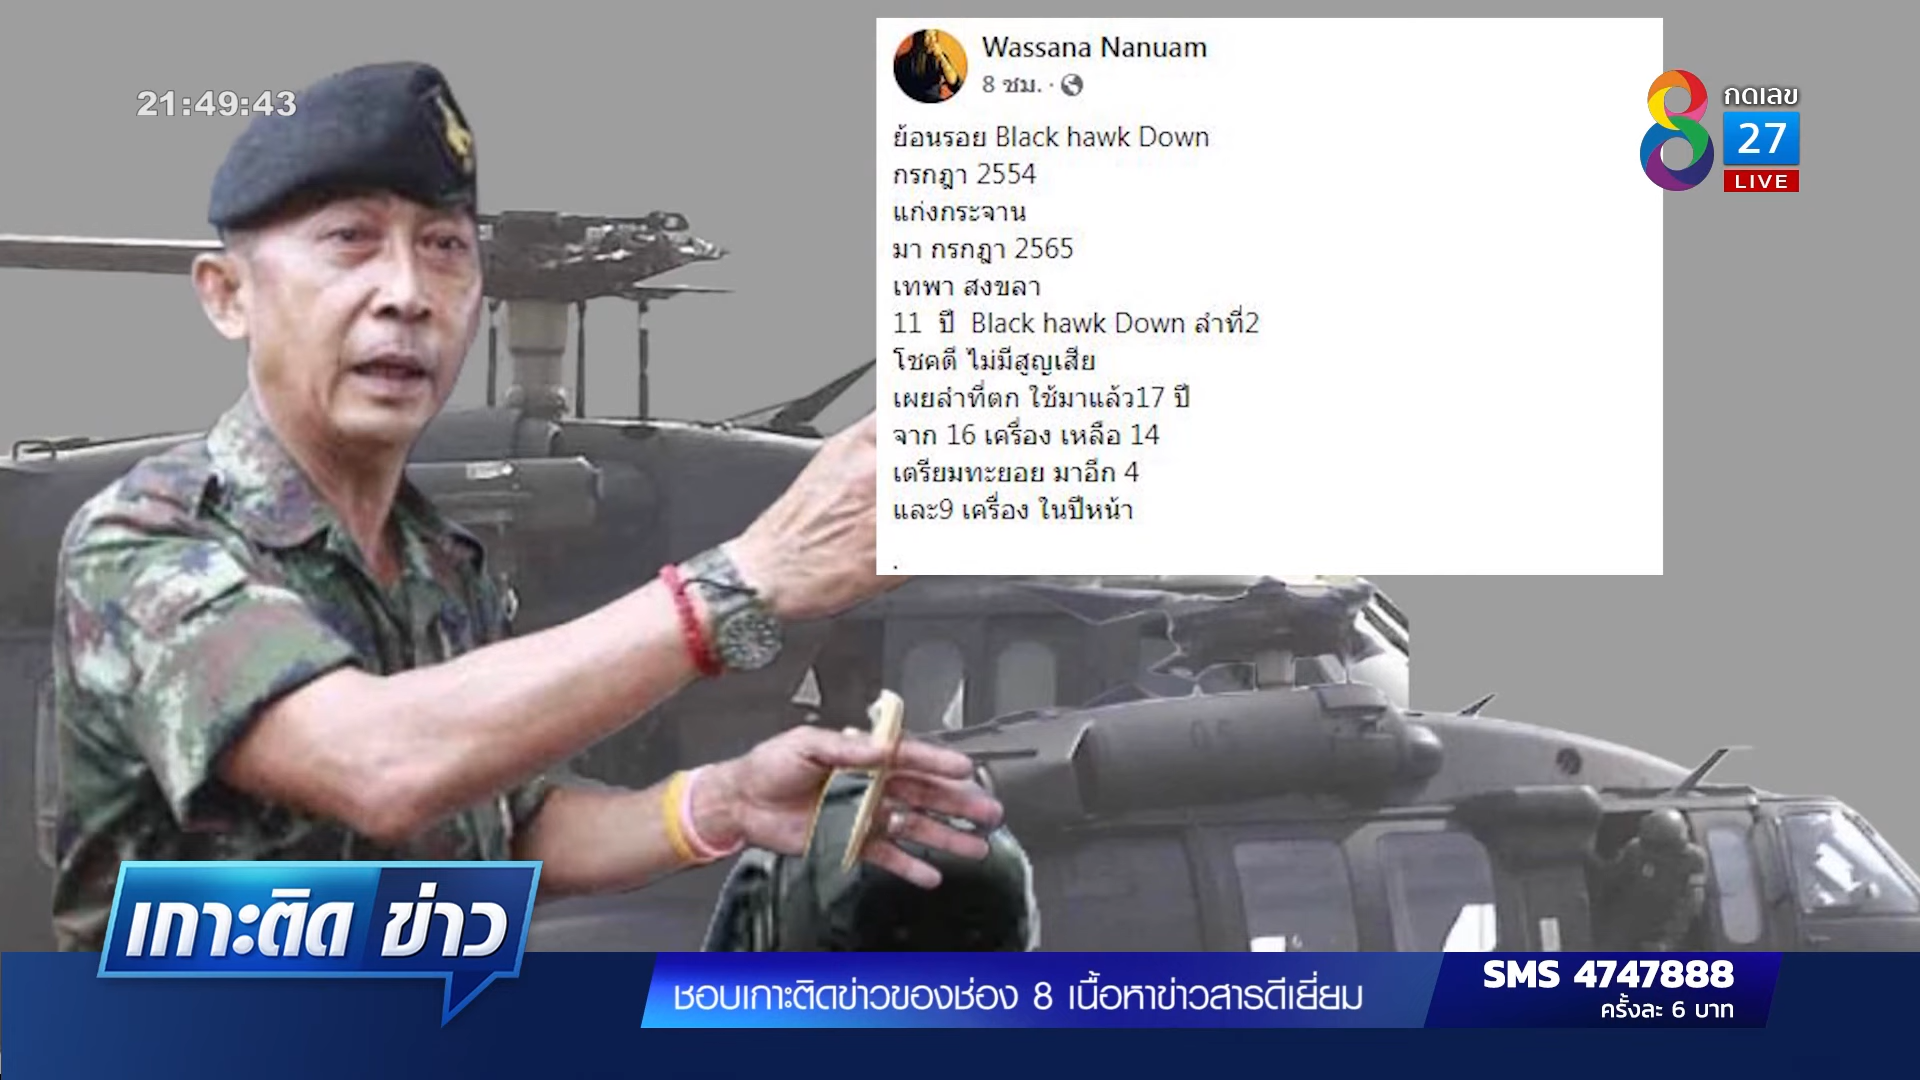 21:49:43
Wassana Nanuam
8 ชม. ·
ย้อนรอย Black hawk Down
กรกฎา 2554
แก่งกระจาน
มา กรกฎา 2565
เทพา สงขลา
11 ปี Black hawk Down ลำที่2
โชคดี ไม่มีสูญเสีย
เผยลำที่ตก ใช้มาแล้ว17 ปี
จาก 16 เครื่อง เหลือ 14
เตรียมทะยอย มาอีก 4
และ9 เครื่อง ในปีหน้า
.
8
กดเลข
27
LIVE
เกาะติด ข่าว
ชอบเกาะติดข่าวของช่อง 8 เนื้อหาข่าวสารดีเยี่ยม
SMS 4747888
ครั้งละ 6 บาท